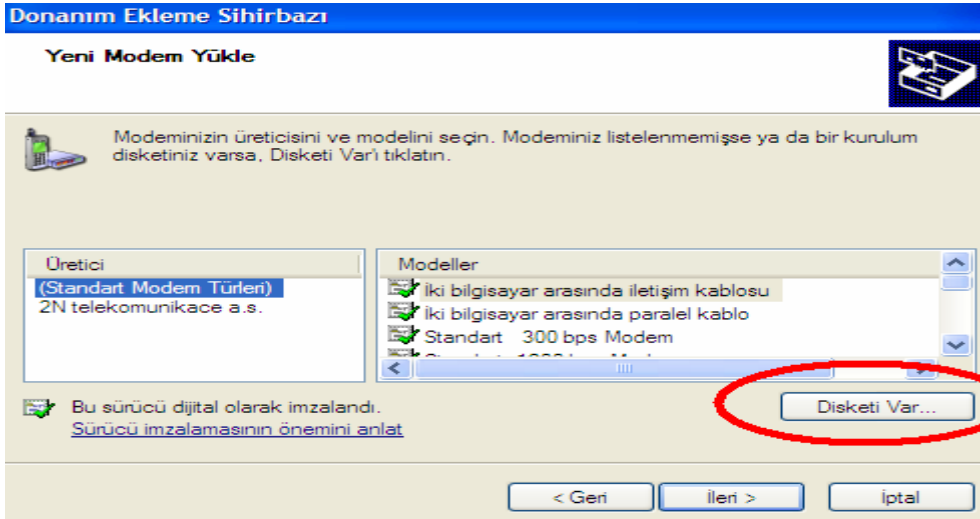 Donanım Ekleme Sihirbazı
Yeni Modem Yükle
Modeminizin üreticisini ve modelini seçin. Modeminiz listelenmemişse ya da bir kurulum
disketiniz varsa, Disketi Var'ı tıklatın.
Üretici
(Standart Modem Türleri)
2N telekomunikace a.s.
Modeller
İki bilgisayar arasında iletişim kablosu
İki bilgisayar arasında paralel kablo
Standart 300 bps Modem
Bu sürücü dijital olarak imzalandı.
Sürücü imzalamasının önemini anlat
Disketi Var...
< Geri
İleri >
İptal